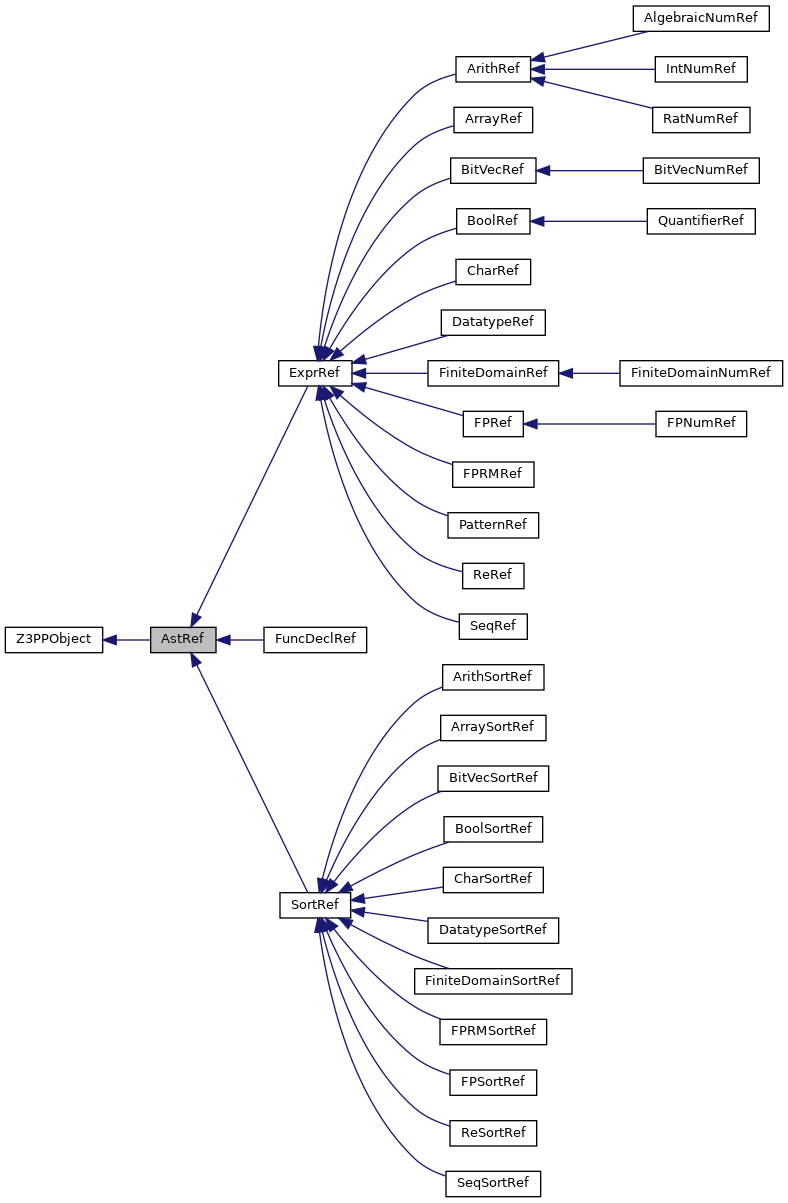 AlgebraicNumRef
ArithRef
IntNumRef
RatNumRef
ArrayRef
BitVecRef
BitVecNumRef
BoolRef
QuantifierRef
CharRef
DatatypeRef
ExprRef
FiniteDomainRef
FiniteDomainNumRef
FPRef
FPNumRef
FPRMRef
PatternRef
ReRef
SeqRef
Z3PPObject
AstRef
FuncDeclRef
ArithSortRef
ArraySortRef
BitVecSortRef
BoolSortRef
CharSortRef
SortRef
DatatypeSortRef
FiniteDomainSortRef
FPRMSortRef
FPSortRef
ReSortRef
SeqSortRef